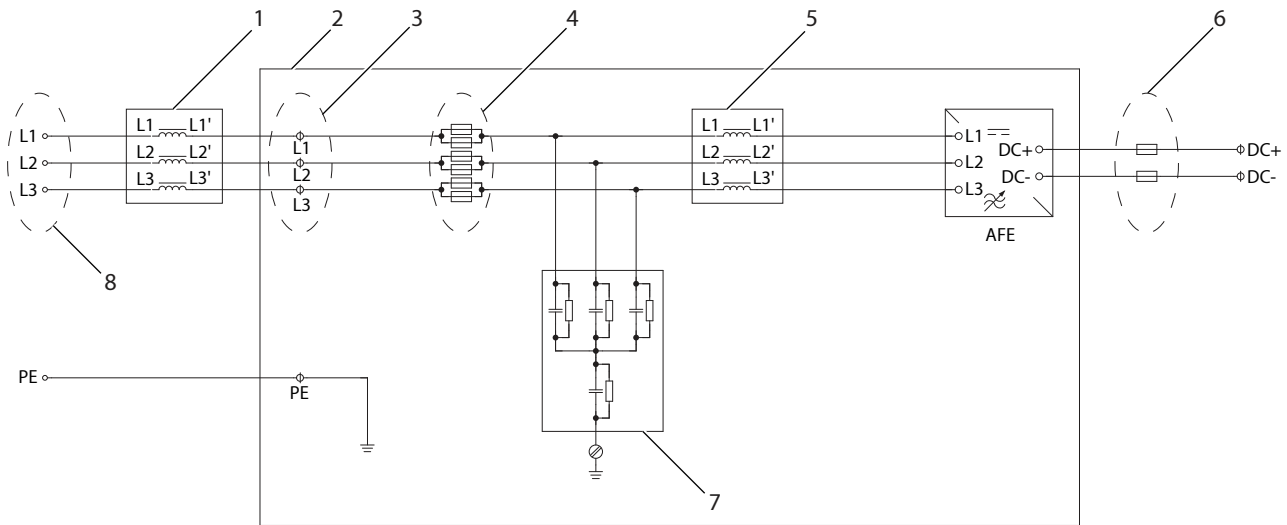 1 2 3 4 5 6
L1 L1 L1' L1 L1 L1' L1 DC+ DC+
L2 L2 L2' L2 L2 L2' L2 DC- DC-
L3 L3 L3' L3 L3 L3' L3
AFE
8
PE PE
7